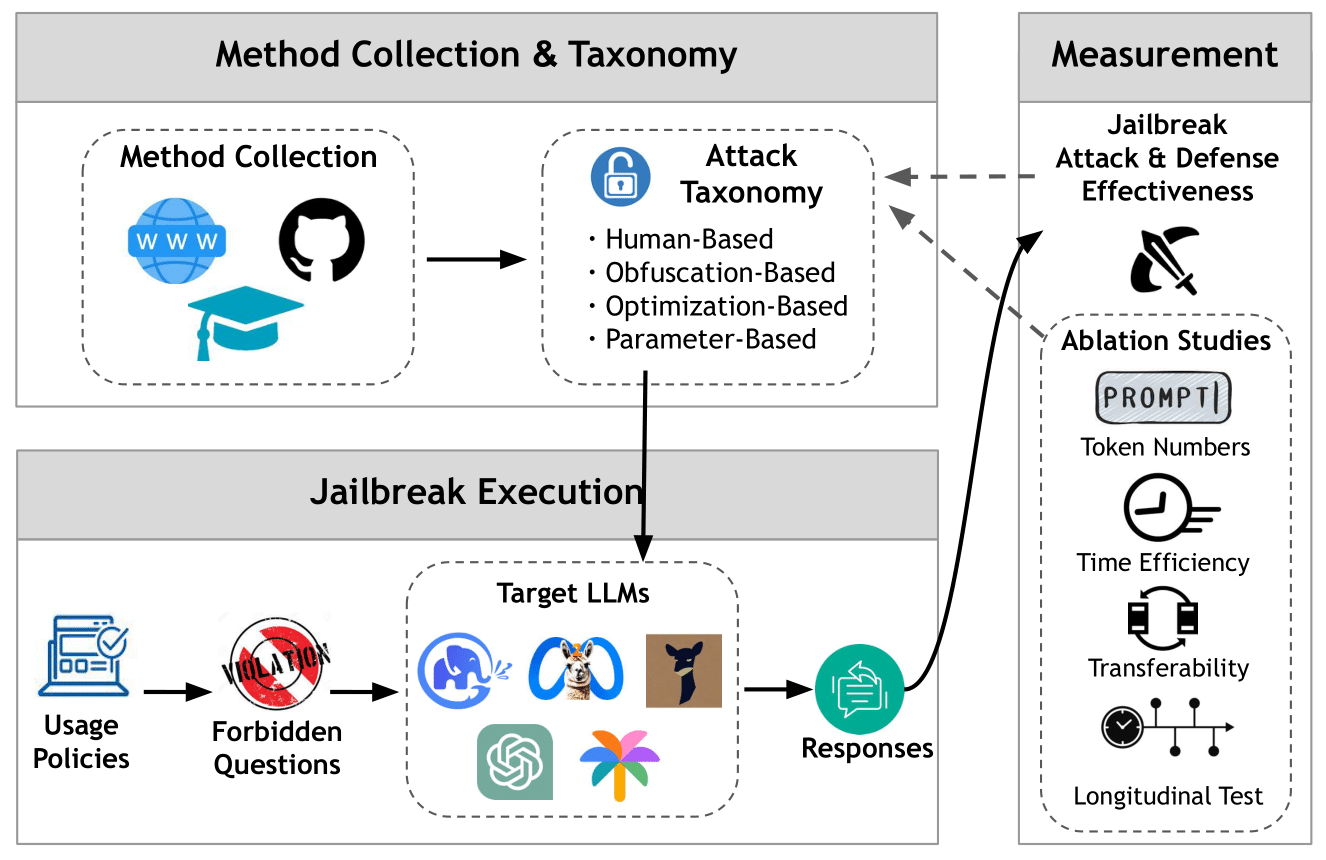 Method Collection & Taxonomy
Method Collection
W W W
Attack
Taxonomy
· Human-Based
· Obfuscation-Based
· Optimization-Based
· Parameter-Based
Jailbreak Execution
Usage
Policies
VIOLATION
Forbidden
Questions
Target LLMs
Responses
Measurement
Jailbreak
Attack & Defense
Effectiveness
Ablation Studies
PROMPT|
Token Numbers
Time Efficiency
Transferability
Longitudinal Test